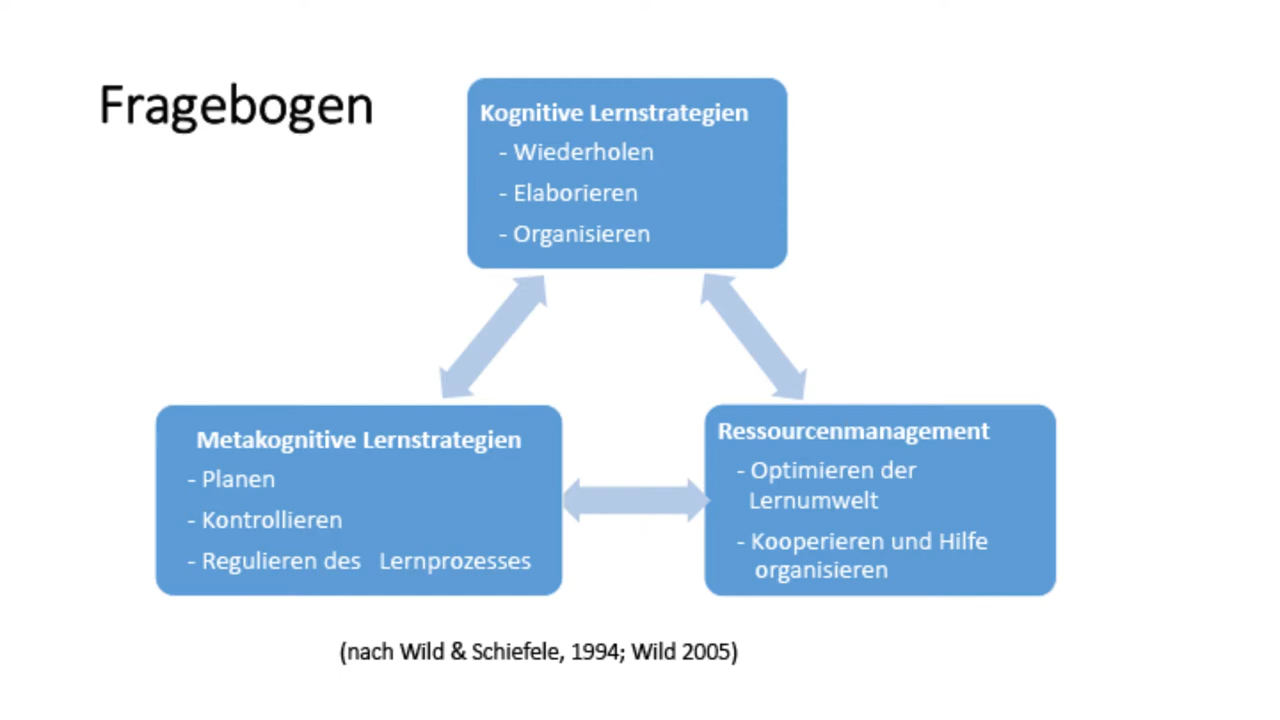 Fragebogen
Kognitive Lernstrategien
- Wiederholen
- Elaborieren
- Organisieren
Metakognitive Lernstrategien
- Planen
- Kontrollieren
- Regulieren des Lernprozesses
Ressourcenmanagement
- Optimieren der
Lernumwelt
- Kooperieren und Hilfe
organisieren
(nach Wild & Schiefele, 1994; Wild 2005)